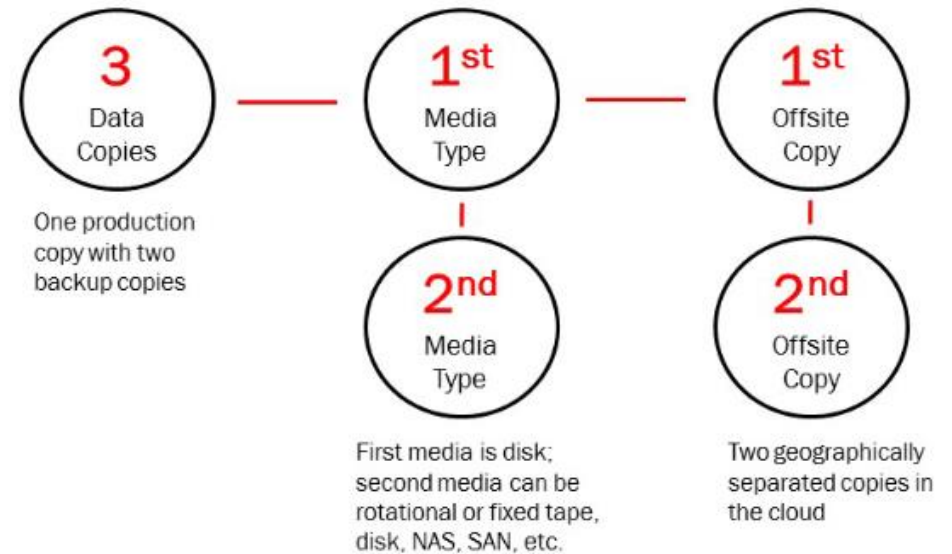 3
Data
Copies
One production
copy with two
backup copies
1st
Media
Type
2nd
Media
Type
First media is disk;
second media can be
rotational or fixed tape,
disk, NAS, SAN, etc.
1st
Offsite
Copy
2nd
Offsite
Copy
Two geographically
separated copies in
the cloud